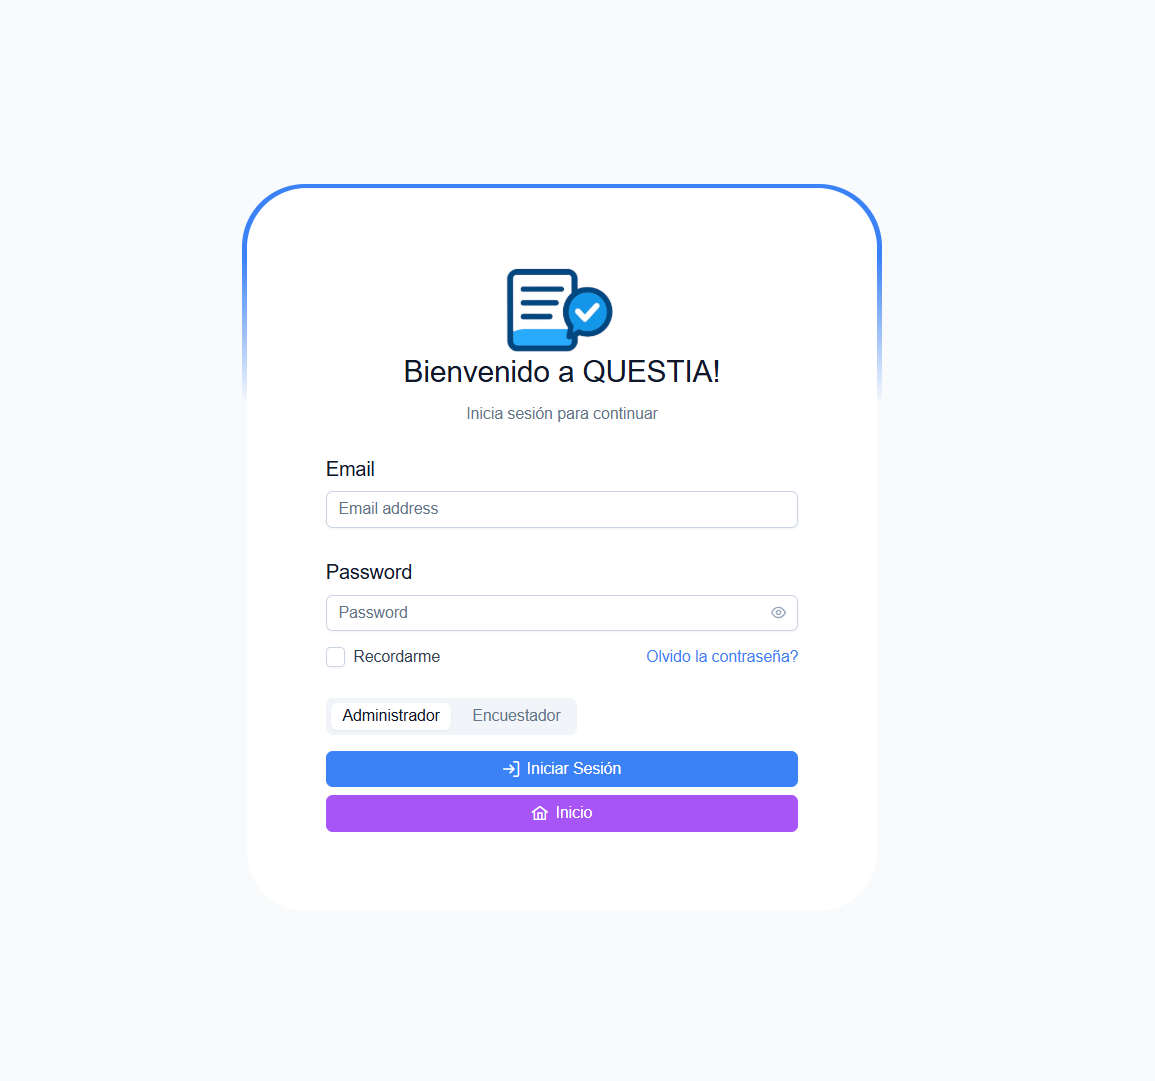 Bienvenido a QUESTIA!
Inicia sesión para continuar
Email
Email address
Password
Password
Recordarme
Olvido la contraseña?
Administrador
Encuestador
Iniciar Sesión
Inicio